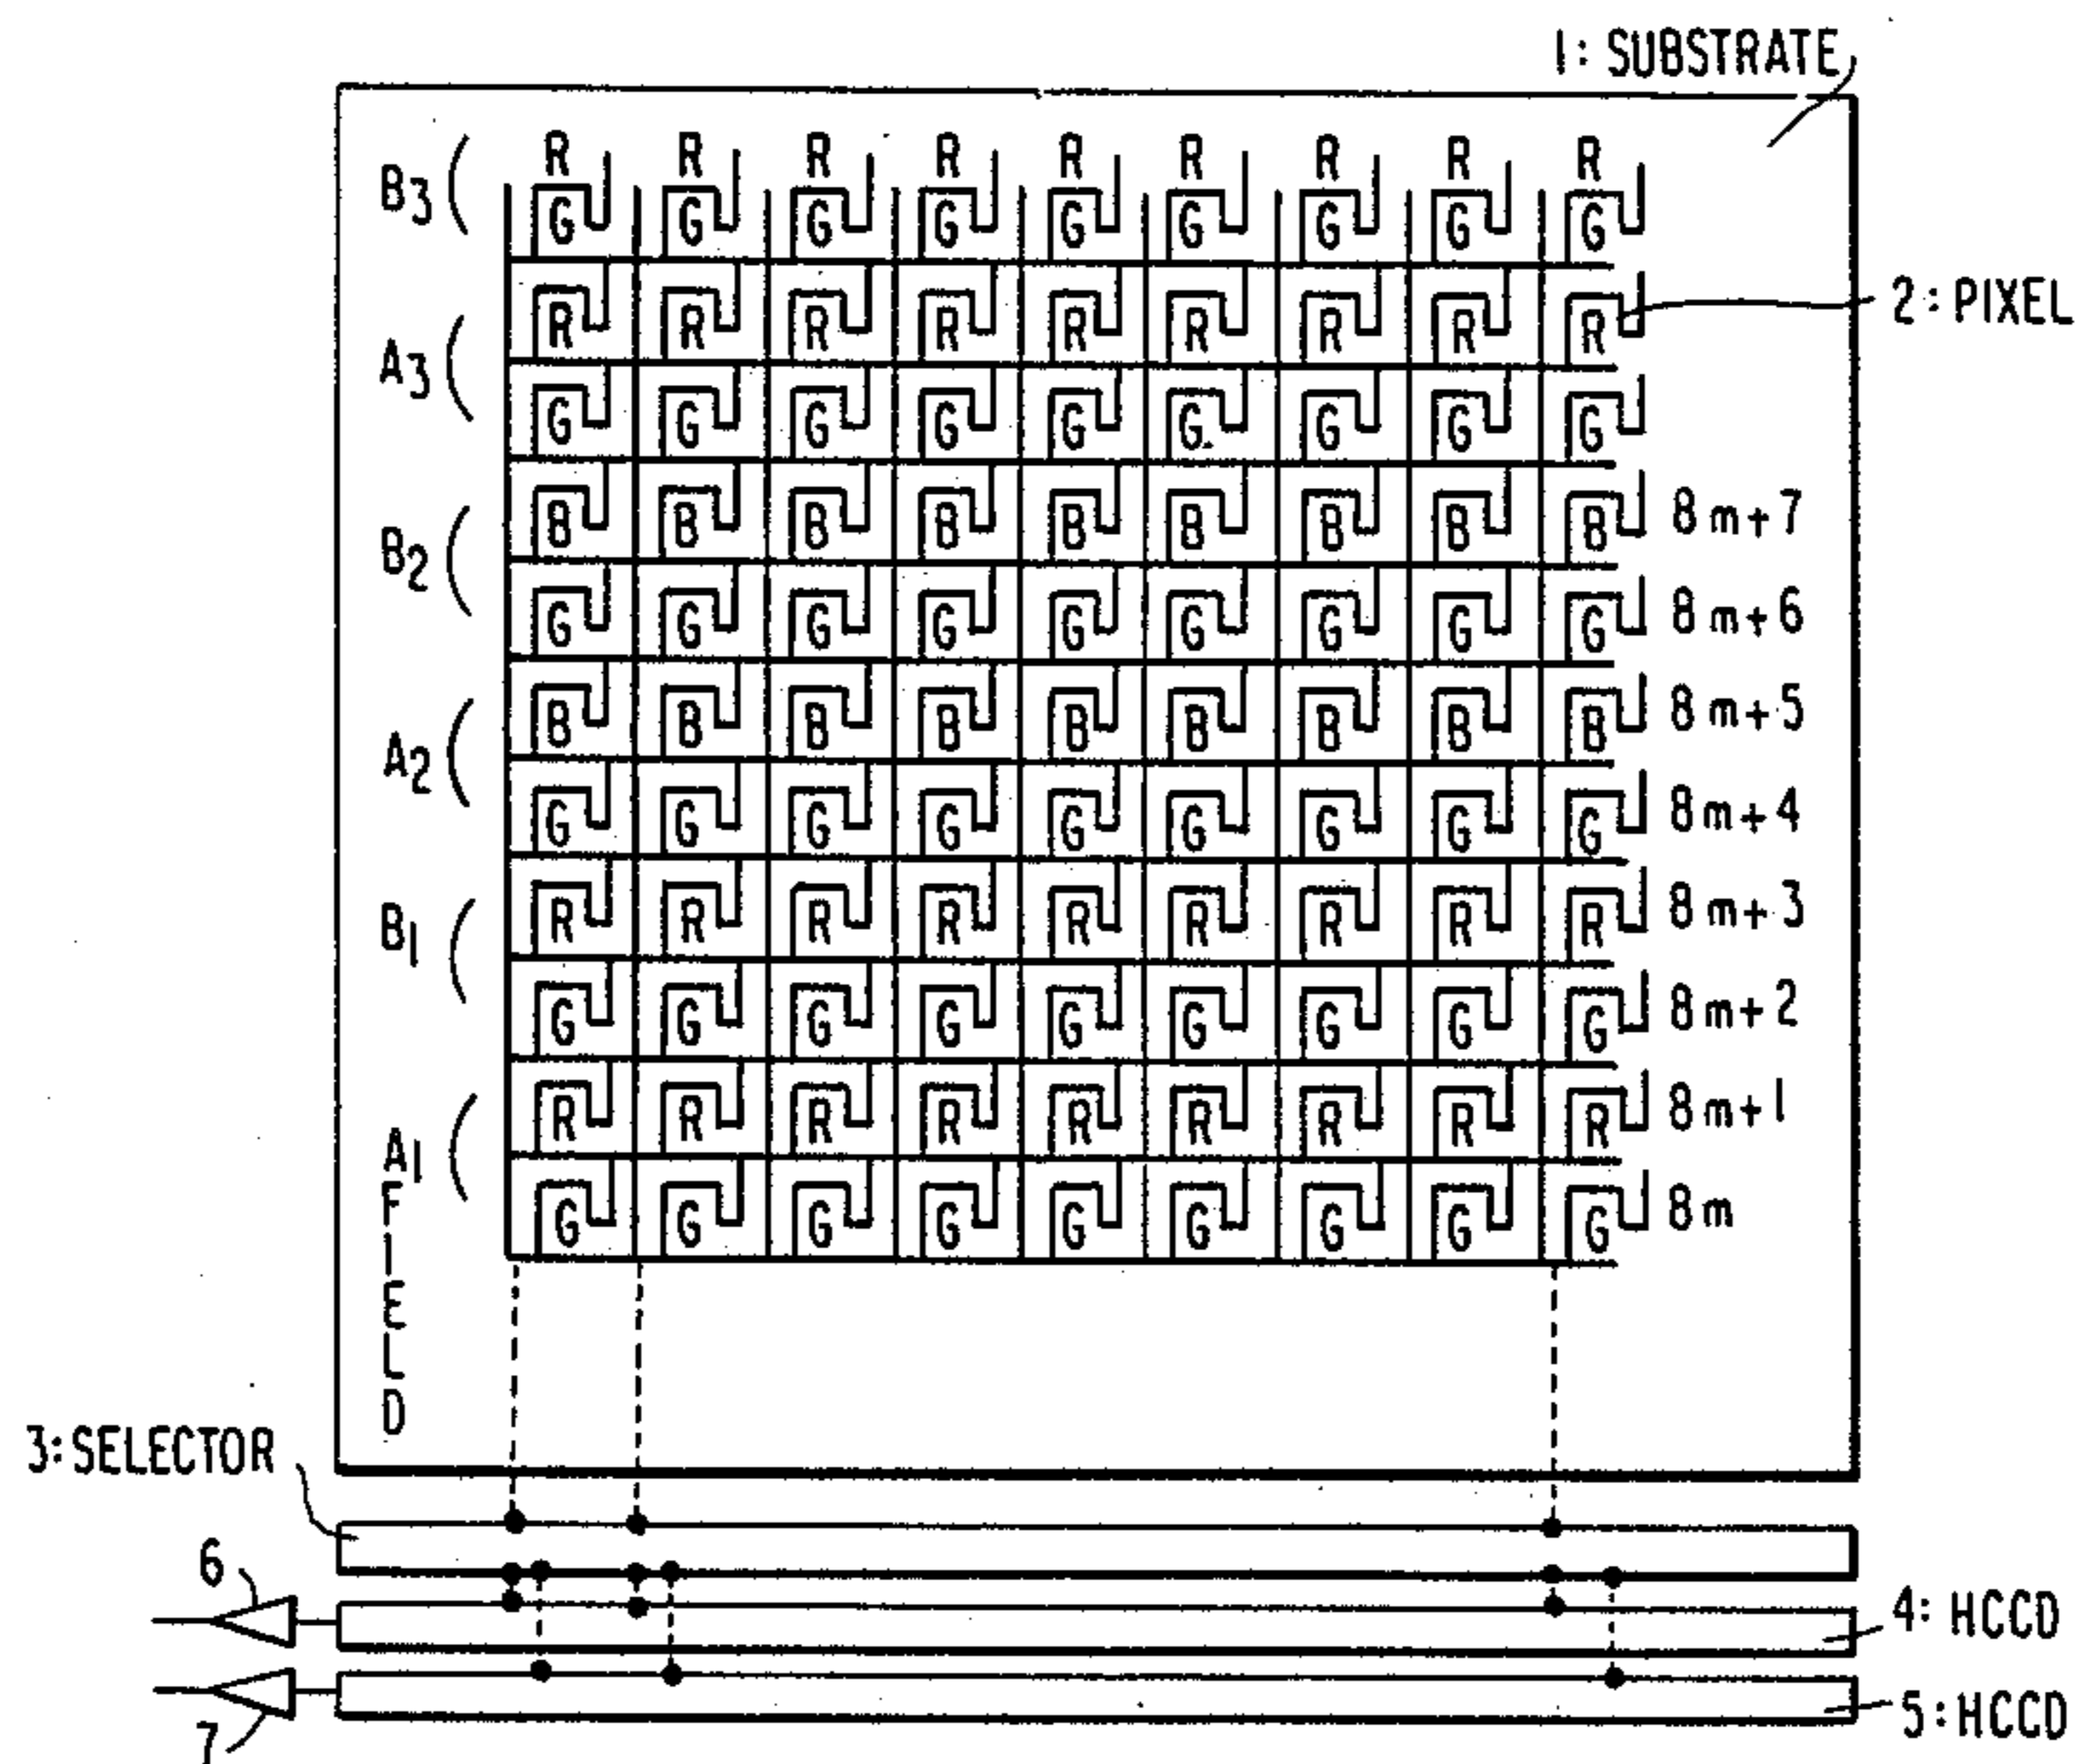 1: SUBSTRATE
B3 ( R R R R R R R R R
G G G G G G G G G
R R R R R R R R R 2: PIXEL
A3 (
G G G G G G G G G
B B B B B B B B B 8m+7
B2 (
G G G G G G G G G 8m+6
B B B B B B B B B 8m+5
A2 (
G G G G G G G G G 8m+4
R R R R R R R R R 8m+3
B1 (
G G G G G G G G G 8m+2
R R R R R R R R R 8m+1
A1 (
G G G G G G G G G 8m
FIELD
3: SELECTOR
6
4: HCCD
5: HCCD
7